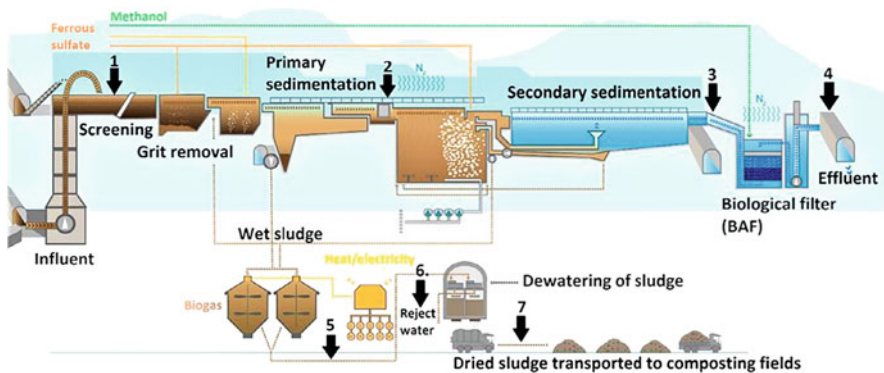 Methanol
Ferrous
sulfate
1
Primary
sedimentation
2
N₂
Secondary sedimentation
3
N₂
4
Screening
Grit removal
Effluent
Biological filter
(BAF)
Influent
Wet sludge
Heat/electricity
Biogas
6.
Reject
water
Dewatering of sludge
5
7
Dried sludge transported to composting fields